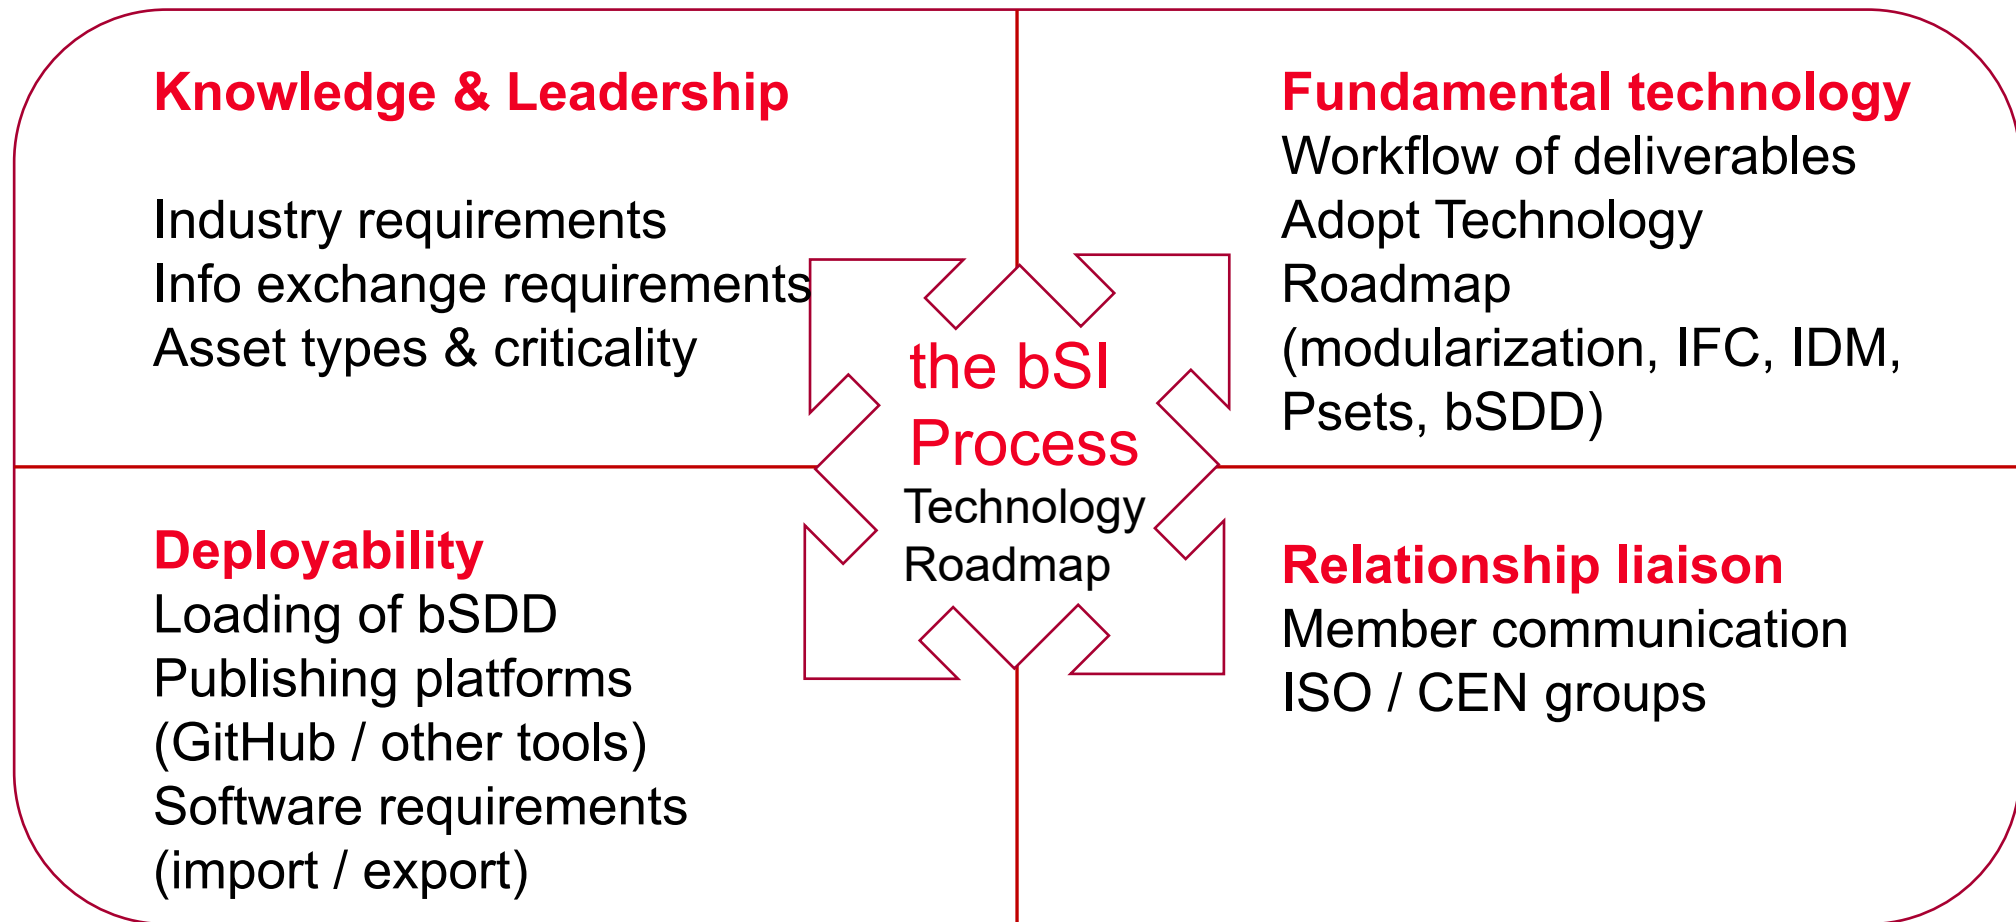 Knowledge & Leadership
Industry requirements
Info exchange requirements
Asset types & criticality
Fundamental technology
Workflow of deliverables
Adopt Technology
Roadmap
(modularization, IFC, IDM,
Psets, bSDD)
the bSI
Process
Technology
Roadmap
Deployability
Loading of bSDD
Publishing platforms
(GitHub / other tools)
Software requirements
(import / export)
Relationship liaison
Member communication
ISO / CEN groups